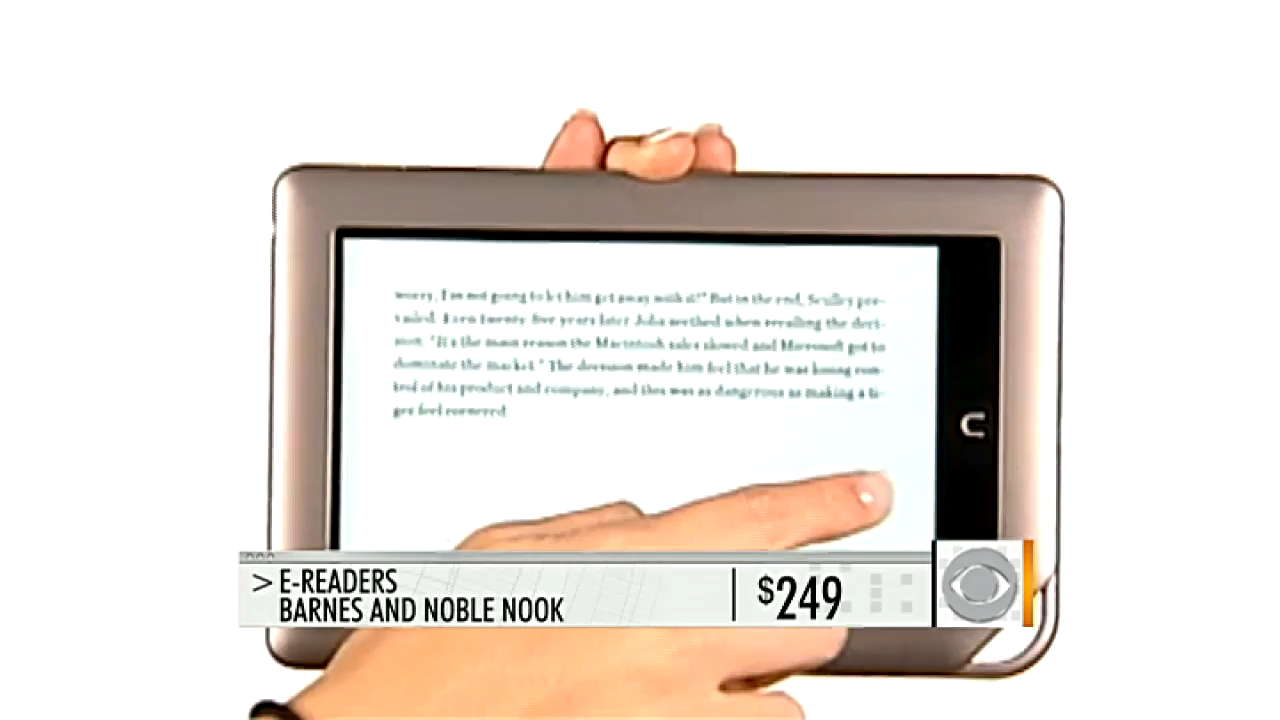 worry, I'm not going to let him get away with it!" But in the end, Sculley pre-
vailed. Even twenty-five years later Jobs seethed when recalling the deci-
sion. "It's the main reason the Macintosh sales slowed and Microsoft got to
dominate the market." The decision made him feel that he was losing con-
trol of his product and company, and this was as dangerous as making a ti-
ger feel cornered.
> E-READERS
BARNES AND NOBLE NOOK
$249